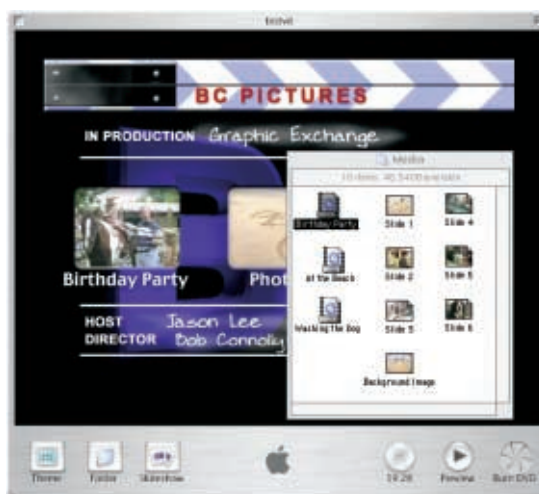 BC PICTURES
IN PRODUCTION Graphic Exchange
Media
Birthday Party
Slide 1
Slide 4
At the Beach
Slide 2
Slide 5
Washing the Dog
Slide 3
Slide 6
Background Image
Birthday Party
Phot
HOST Jason Lee
DIRECTOR Bob Connolly
Theme
Folder
Slideshow
Preview
Burn DVD